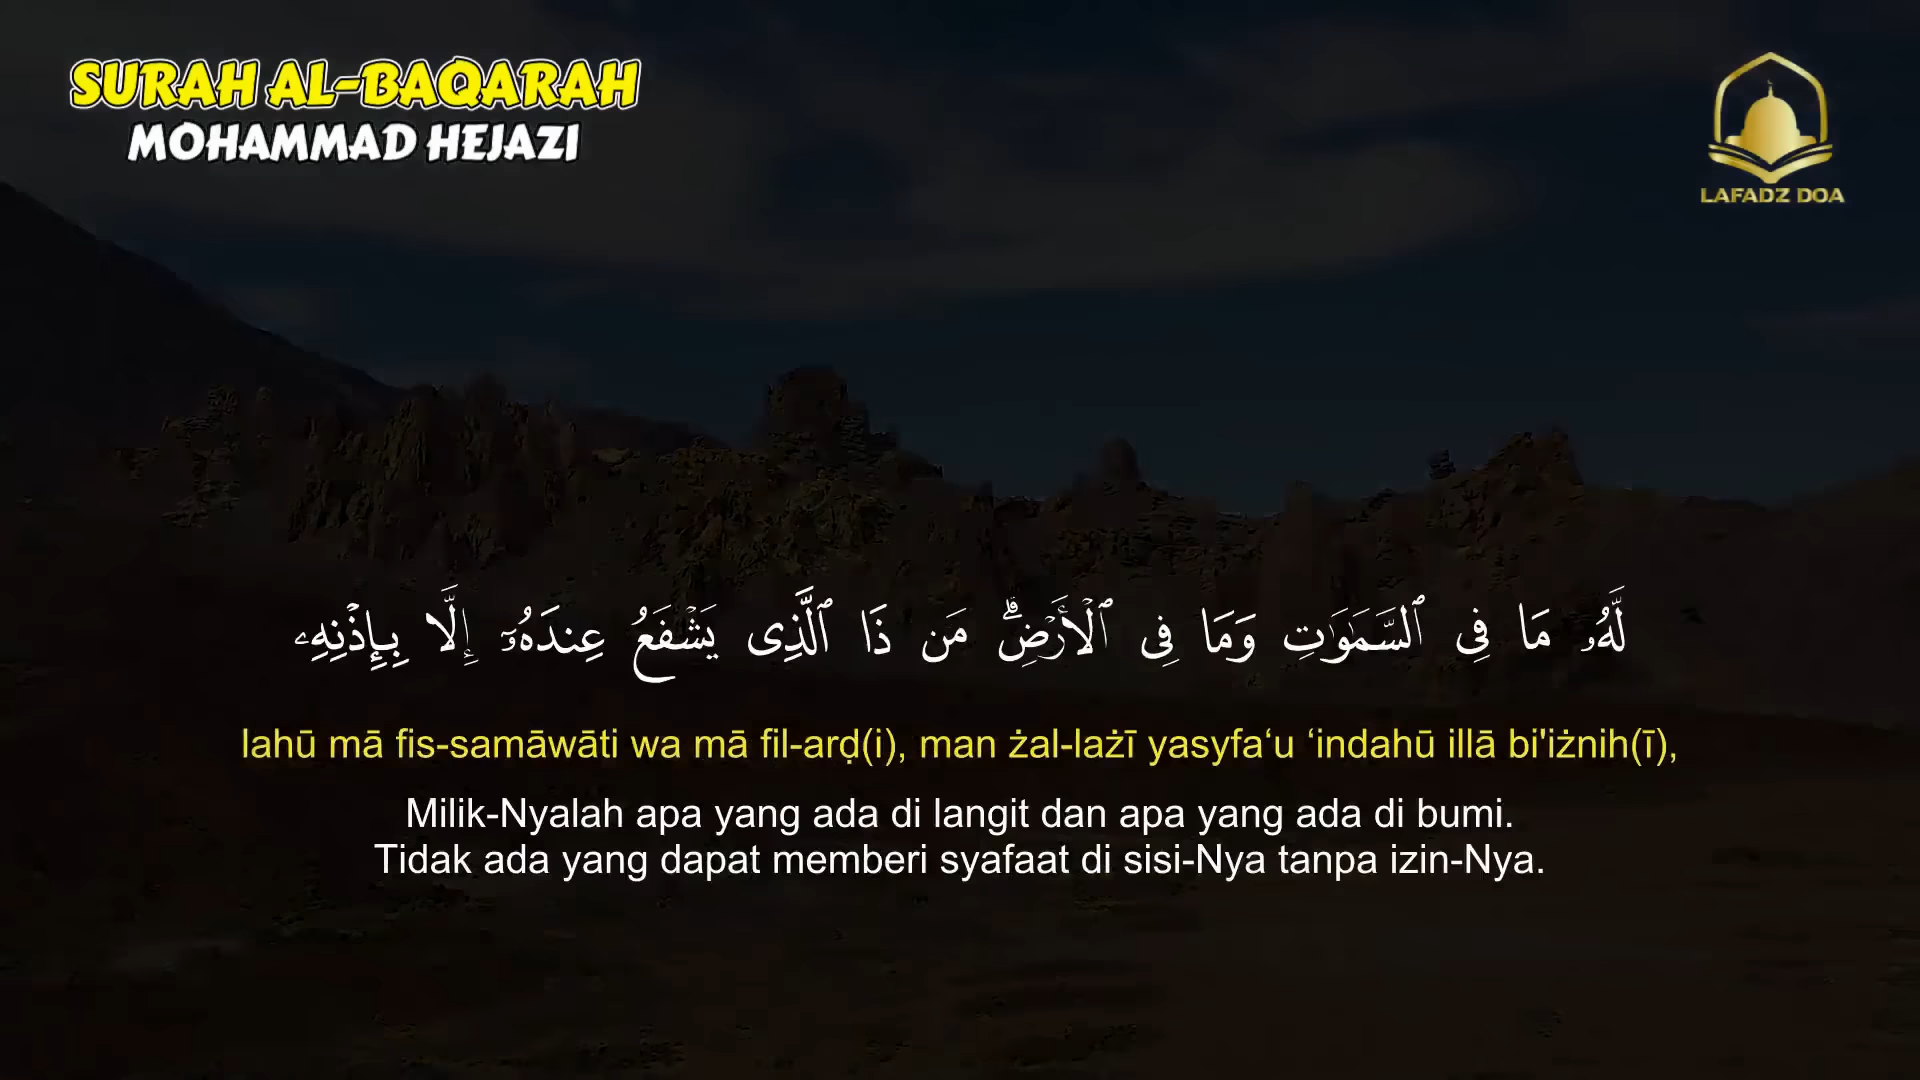 SURAH AL-BAQARAH
MOHAMMAD HEJAZI
LAFADZ DOA
لَّهُۥ مَا فِى ٱلسَّمَـٰوَٰتِ وَمَا فِى ٱلْأَرْضِ ۗ مَن ذَا ٱلَّذِى يَشْفَعُ عِندَهُۥٓ إِلَّا بِإِذْنِهِۦ
lahū mā fis-samāwāti wa mā fil-arḍ(i), man żal-lażī yasyfa‘u ‘indahū illā bi'iżnih(ī),
Milik-Nyalah apa yang ada di langit dan apa yang ada di bumi.
Tidak ada yang dapat memberi syafaat di sisi-Nya tanpa izin-Nya.